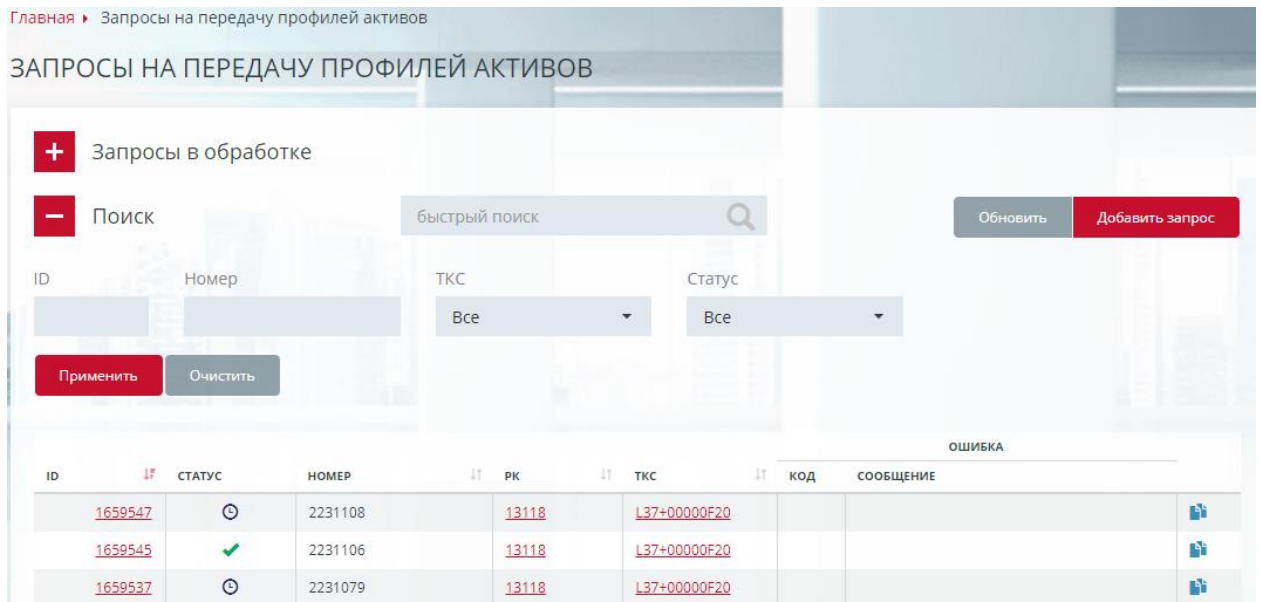 Главная Запросы на передачу профилей активов
ЗАПРОСЫ НА ПЕРЕДАЧУ ПРОФИЛЕЙ АКТИВОВ
Запросы в обработке
Поиск быстрый поиск Обновить Добавить запрос
ID Номер ТКС Статус
Все Все
Применить Очистить
ОШИБКА
ID СТАТУС НОМЕР РК ТКС КОД СООБЩЕНИЕ
1659547 2231108 13118 L37+00000F20
1659545 2231106 13118 L37+00000F20
1659537 2231079 13118 L37+00000F20